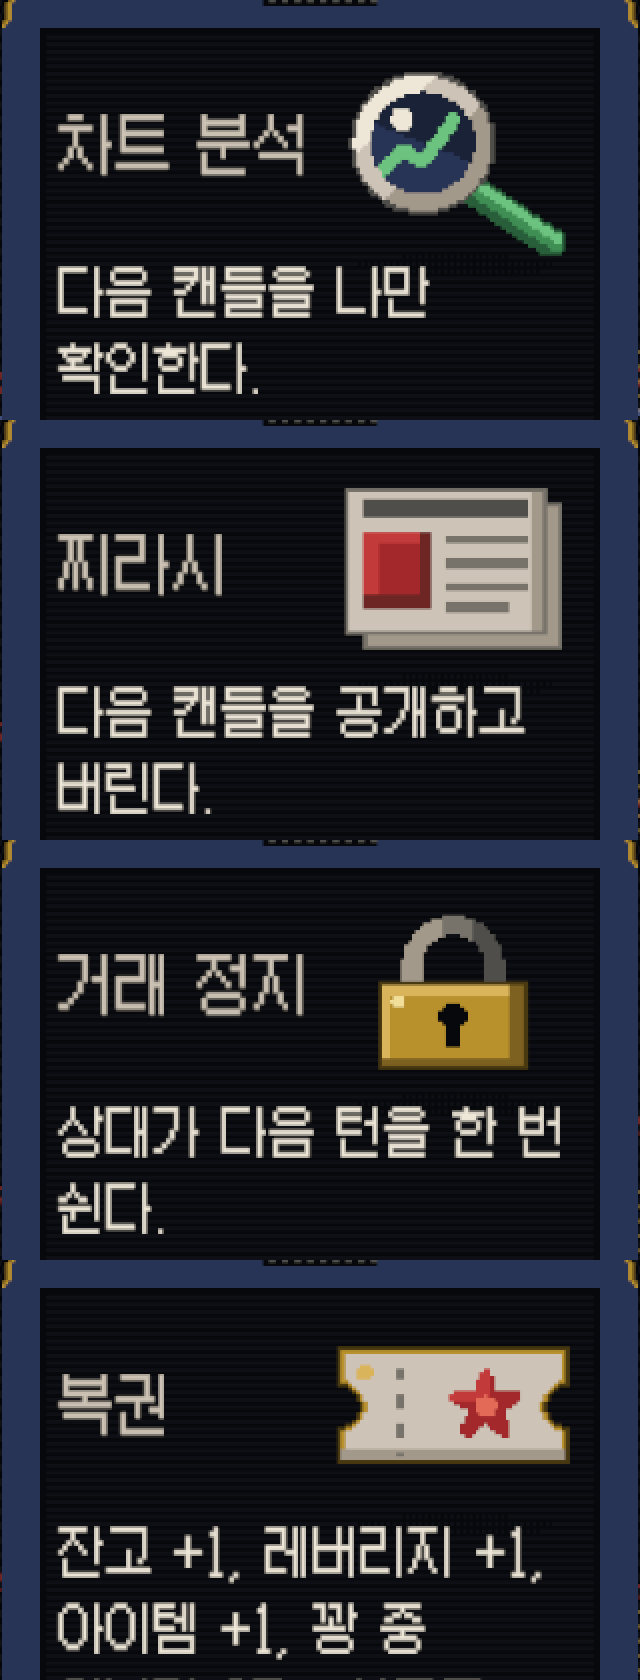 차트 분석
다음 캔들을 나만
확인한다.
찌라시
다음 캔들을 공개하고
버린다.
거래 정지
상대가 다음 턴을 한 번
쉰다.
복권
잔고 +1, 레버리지 +1,
아이템 +1, 꽝 중